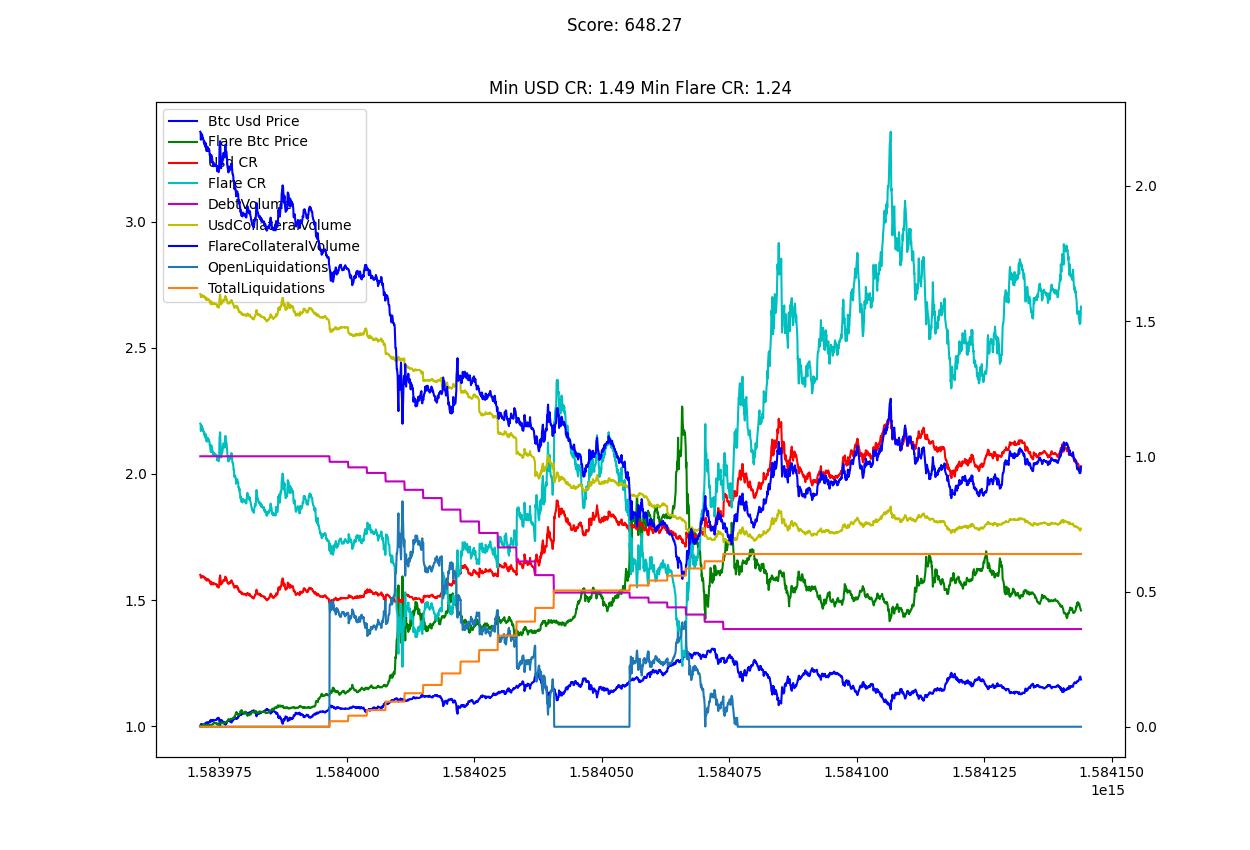 Score: 648.27
Min USD CR: 1.49 Min Flare CR: 1.24
Btc Usd Price
Flare Btc Price
Usd CR
Flare CR
DebtVolume
UsdCollateralVolume
FlareCollateralVolume
OpenLiquidations
TotalLiquidations
3.0
2.5
2.0
1.5
1.0
2.0
1.5
1.0
0.5
0.0
1.583975 1.584000 1.584025 1.584050 1.584075 1.584100 1.584125 1.584150
1e15